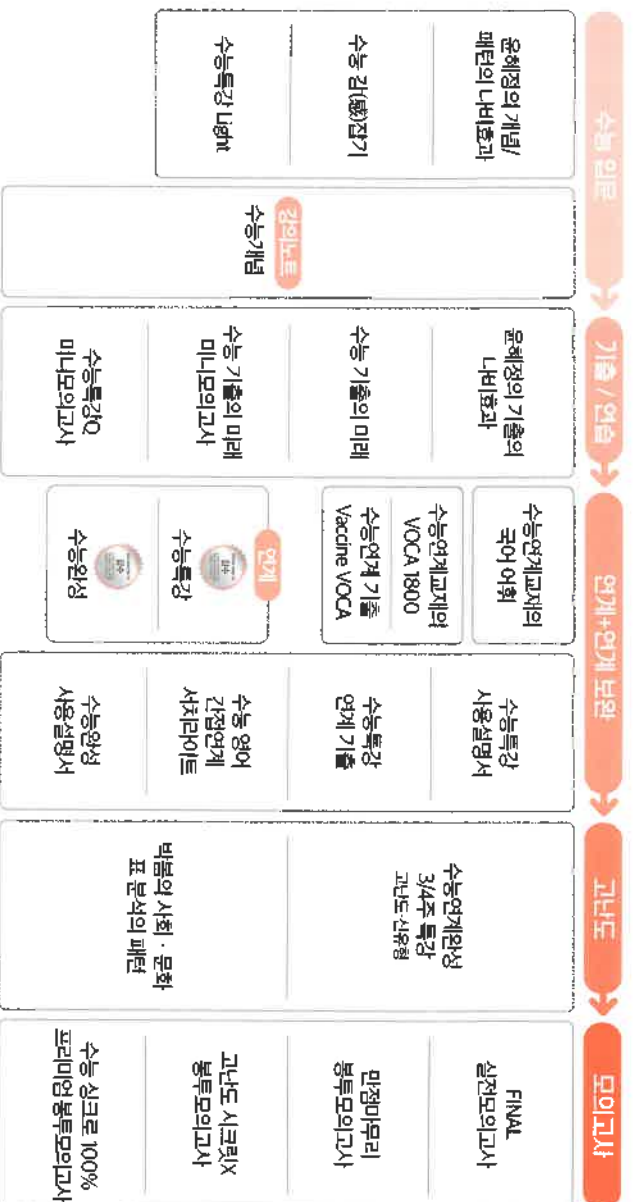 수능 입문
기출 / 연습
연계+연계 보완
고난도
모의고사
윤혜정의 개념/
패턴의 나비효과
수능 감(感)잡기
수능특강 Light
강의노트
수능개념
윤혜정의 기출의
나비효과
수능 기출의 미래
수능 기출의 미래
미니모의고사
수능특강Q
미니모의고사
수능연계교재의
국어 어휘
수능연계교재의
VOCA 1800
수능연계 기출
Vaccine VOCA
연계
수능특강
수능완성
수능특강
사용설명서
수능특강
연계 기출
수능 영어
간접연계
서치라이트
수능완성
사용설명서
수능연계완성
3/4주 특강
고난도·신유형
박봄의 사회 · 문화
표 분석의 패턴
FINAL
실전모의고사
만점마무리
봉투모의고사
고난도 시크릿X
봉투모의고사
수능 싱크로 100%
프리미엄 봉투모의고사